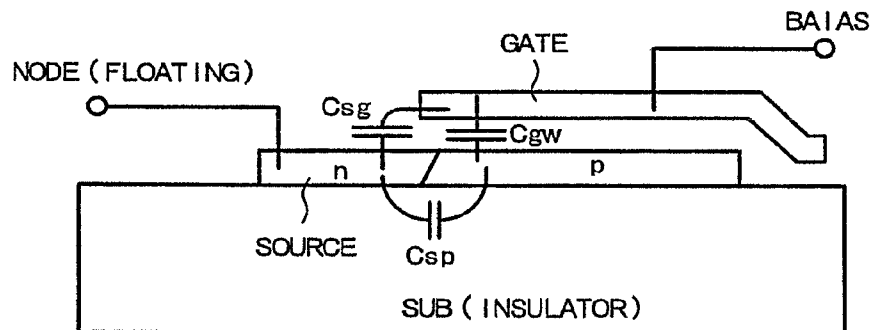 BAIAS
GATE
NODE (FLOATING)
Csg
Cgw
n
p
SOURCE
Csp
SUB (INSULATOR)